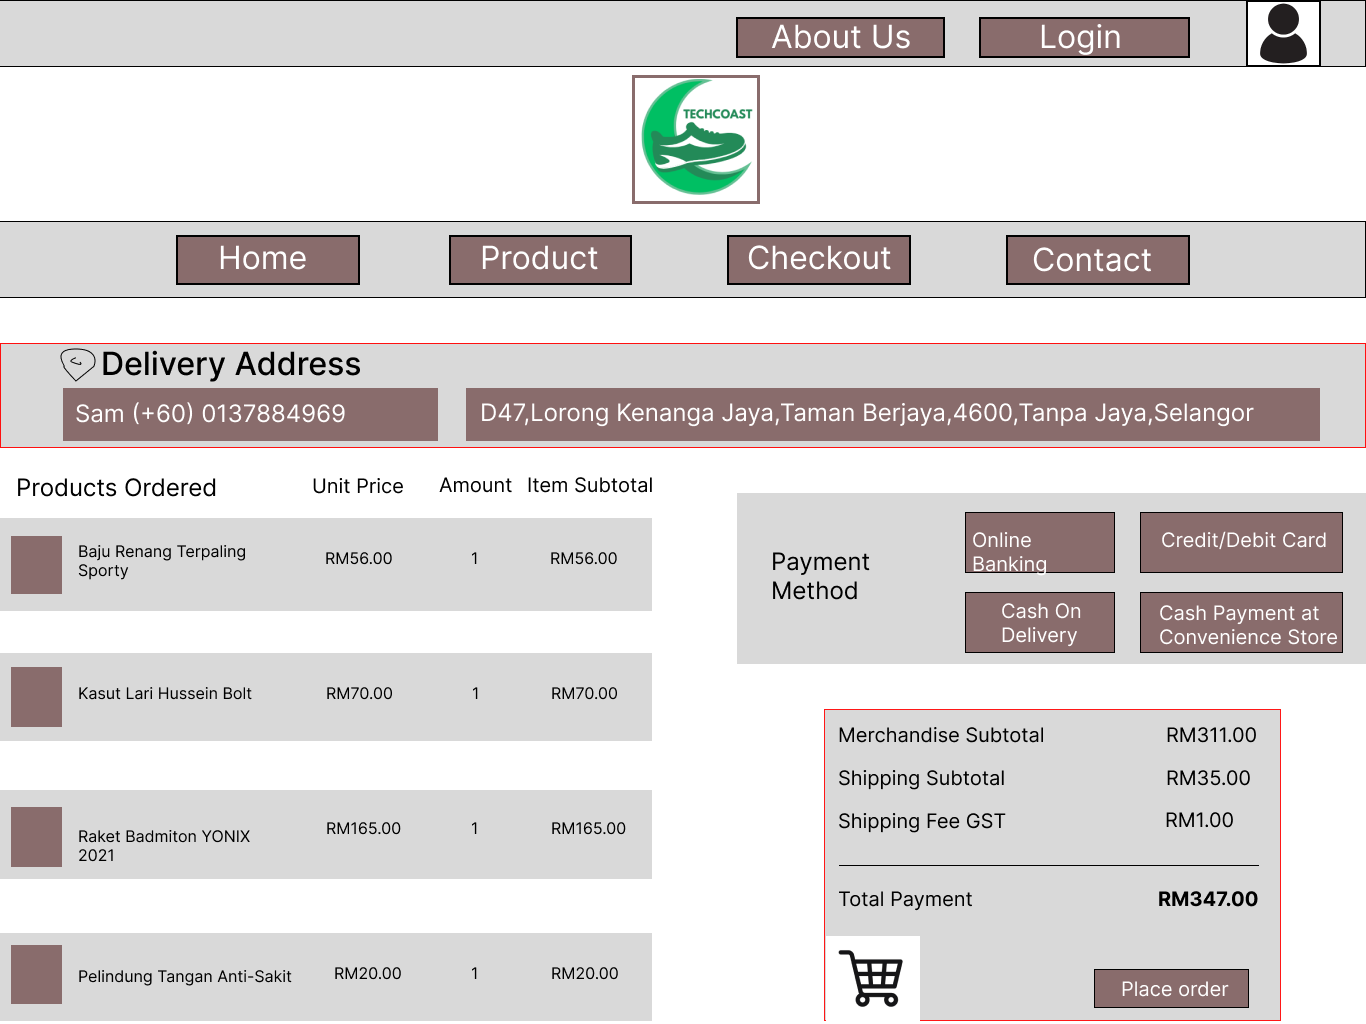 About Us
Login
TECHCOAST
Home
Product
Checkout
Contact
Delivery Address
Sam (+60) 0137884969
D47,Lorong Kenanga Jaya,Taman Berjaya,4600,Tanpa Jaya,Selangor
Products Ordered
Unit Price
Amount
Item Subtotal
Baju Renang Terpaling
Sporty
RM56.00
1
RM56.00
Kasut Lari Hussein Bolt
RM70.00
1
RM70.00
Raket Badmiton YONIX
2021
RM165.00
1
RM165.00
Pelindung Tangan Anti-Sakit
RM20.00
1
RM20.00
Payment
Method
Online
Banking
Credit/Debit Card
Cash On
Delivery
Cash Payment at
Convenience Store
Merchandise Subtotal
RM311.00
Shipping Subtotal
RM35.00
Shipping Fee GST
RM1.00
Total Payment
RM347.00
Place order